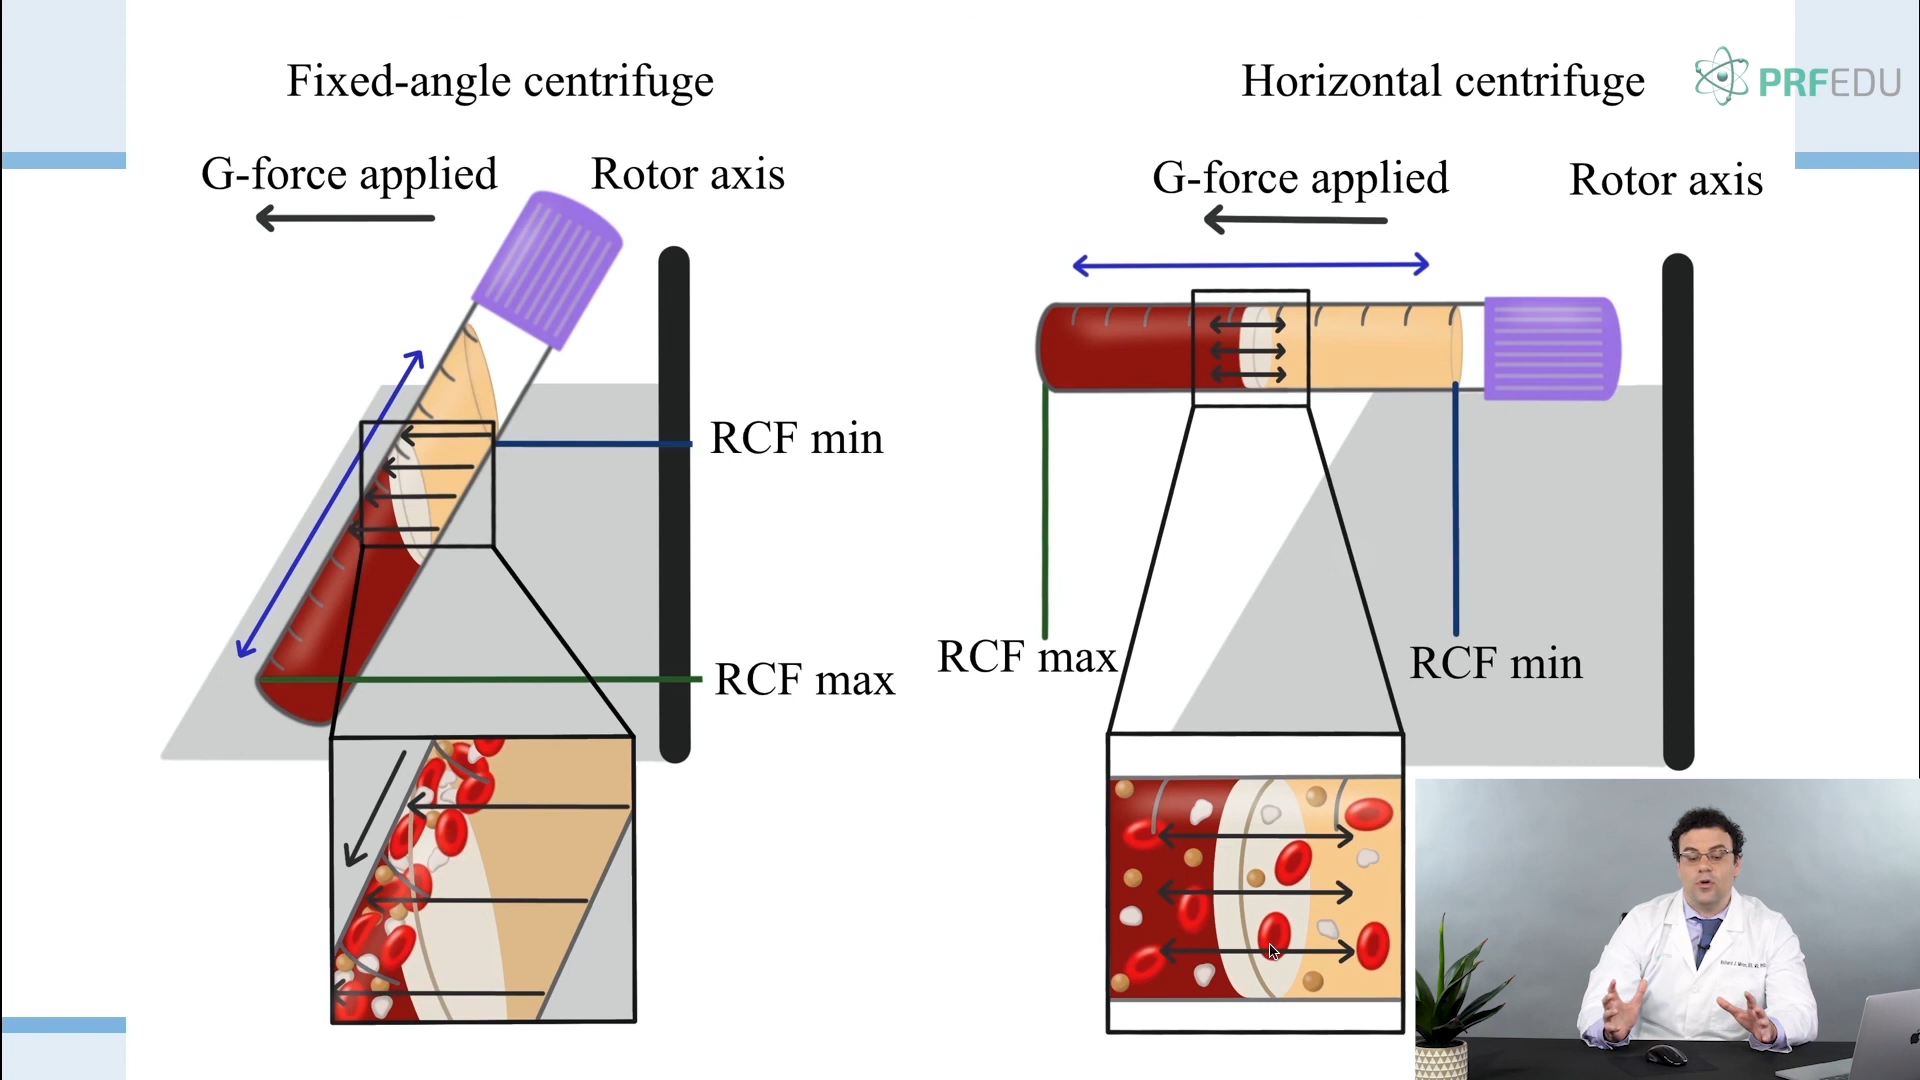 Fixed-angle centrifuge
Horizontal centrifuge
PRFEDU
G-force applied
Rotor axis
G-force applied
Rotor axis
RCF min
RCF max
RCF max
RCF min